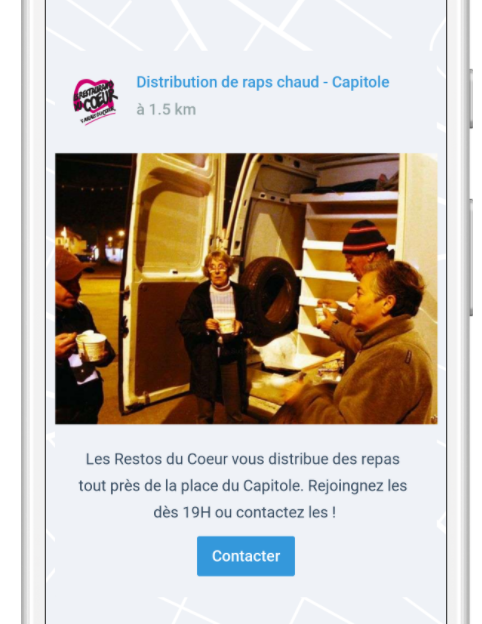 Distribution de raps chaud - Capitole
à 1.5 km
RESTAURANTS
DU COEUR
Les Restos du Coeur vous distribue des repas
tout près de la place du Capitole. Rejoingnez les
dès 19H ou contactez les !
Contacter